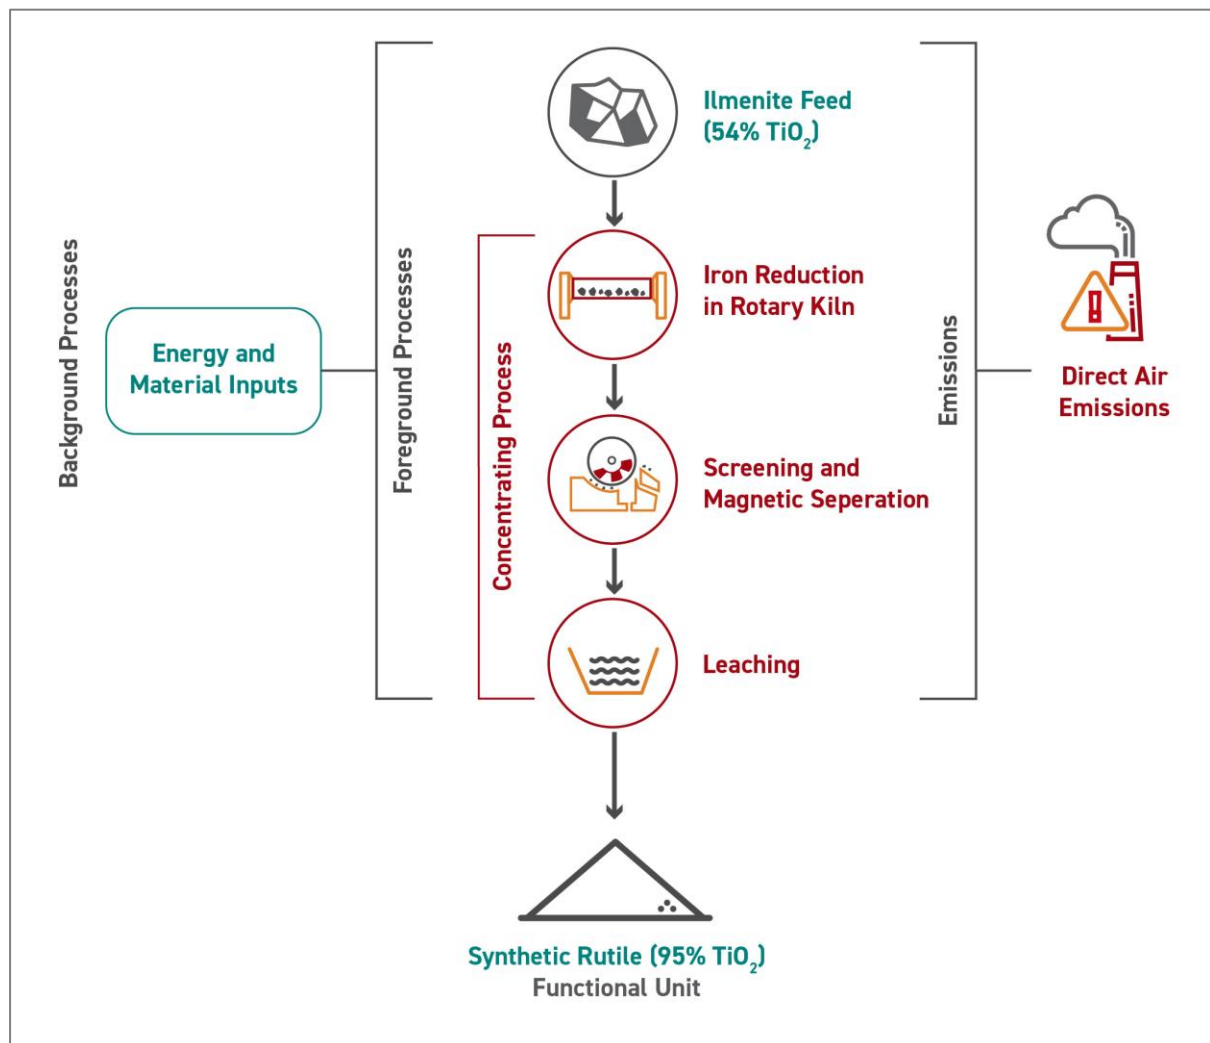 Background Processes
Energy and
Material Inputs
Foreground Processes
Concentrating Process
Ilmenite Feed
(54% TiO₂)
Iron Reduction
in Rotary Kiln
Screening and
Magnetic Seperation
Leaching
Emissions
Direct Air
Emissions
Synthetic Rutile (95% TiO₂)
Functional Unit